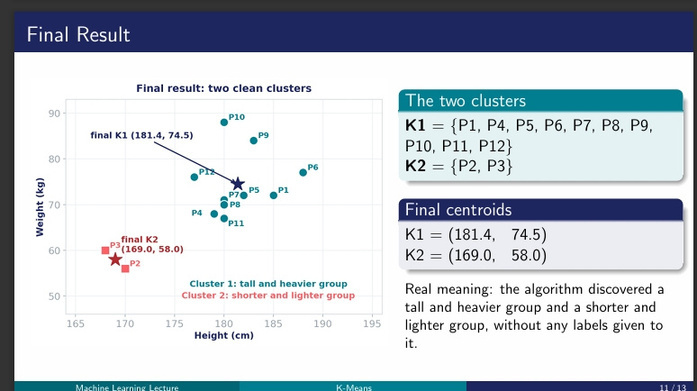 Final Result
Final result: two clean clusters
90
80
70
60
50
165
170
175
180
185
190
195
Weight (kg)
Height (cm)
final K1 (181.4, 74.5)
P10
P9
P6
P12
P7
P5
P1
P8
P4
P11
final K2
(169.0, 58.0)
P3
P2
Cluster 1: tall and heavier group
Cluster 2: shorter and lighter group
The two clusters
K1 = {P1, P4, P5, P6, P7, P8, P9,
P10, P11, P12}
K2 = {P2, P3}
Final centroids
K1 = (181.4, 74.5)
K2 = (169.0, 58.0)
Real meaning: the algorithm discovered a
tall and heavier group and a shorter and
lighter group, without any labels given to
it.
Machine Learning Lecture
K-Means
11 / 13